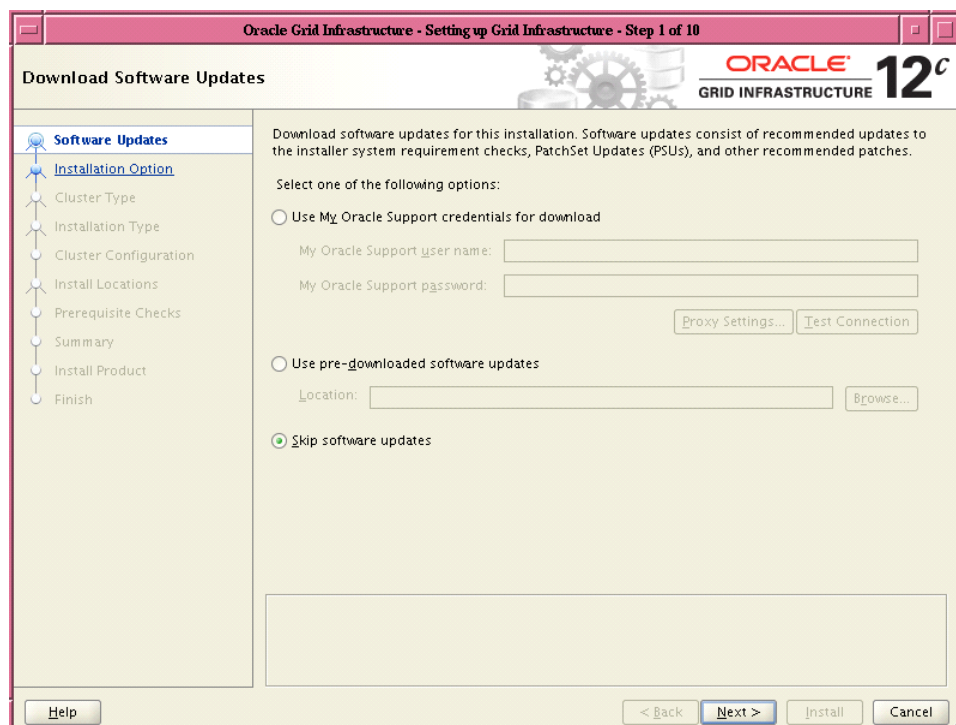 Oracle Grid Infrastructure - Setting up Grid Infrastructure - Step 1 of 10
Download Software Updates
ORACLE
GRID INFRASTRUCTURE
12c
Software Updates
Installation Option
Cluster Type
Installation Type
Cluster Configuration
Install Locations
Prerequisite Checks
Summary
Install Product
Finish
Download software updates for this installation. Software updates consist of recommended updates to
the installer system requirement checks, PatchSet Updates (PSUs), and other recommended patches.
Select one of the following options:
Use My Oracle Support credentials for download
My Oracle Support user name:
My Oracle Support password:
Proxy Settings... Test Connection
Use pre-downloaded software updates
Location: Browse...
Skip software updates
Help < Back Next > Install Cancel